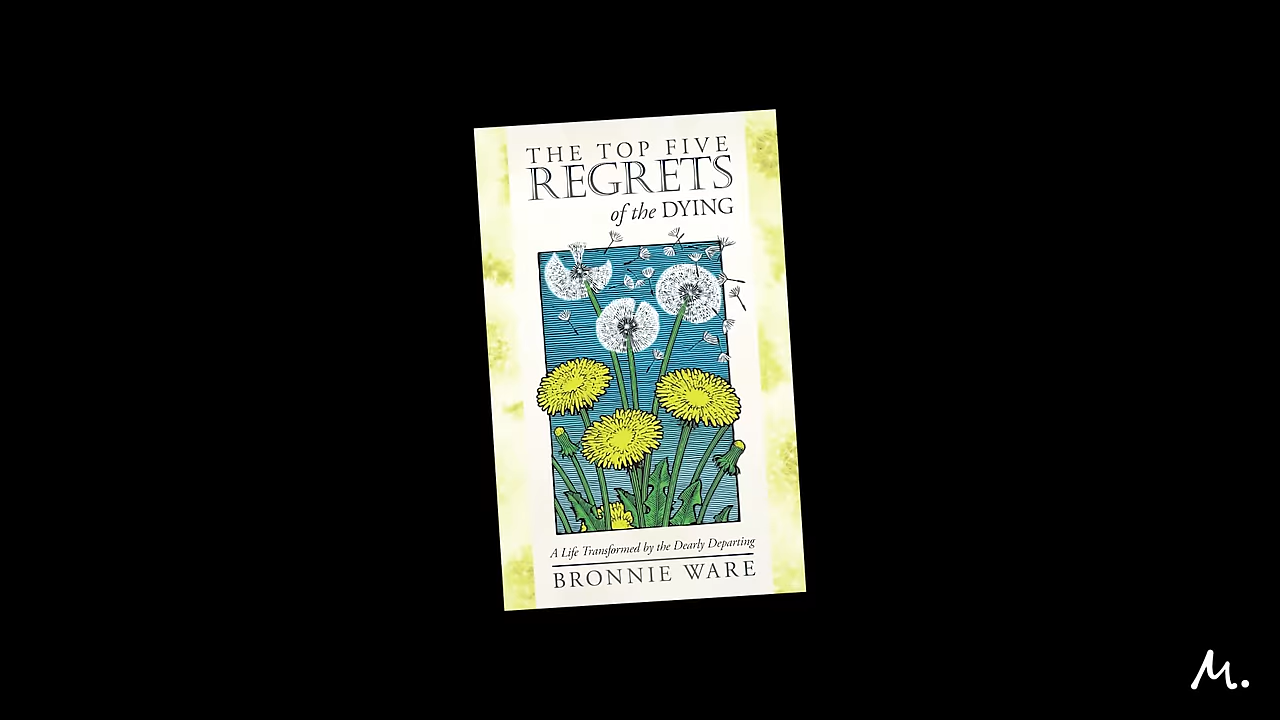 THE TOP FIVE
REGRETS
of the DYING
A Life Transformed by the Dearly Departing
BRONNIE WARE
M.